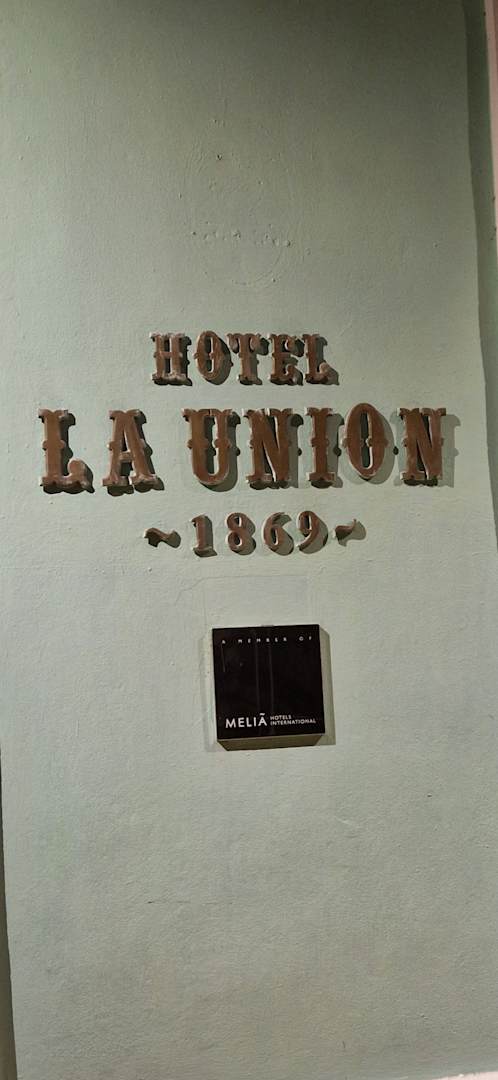 HOTEL
LA UNION
~1869~
A MEMBER OF
MELIÃ HOTELS
INTERNATIONAL